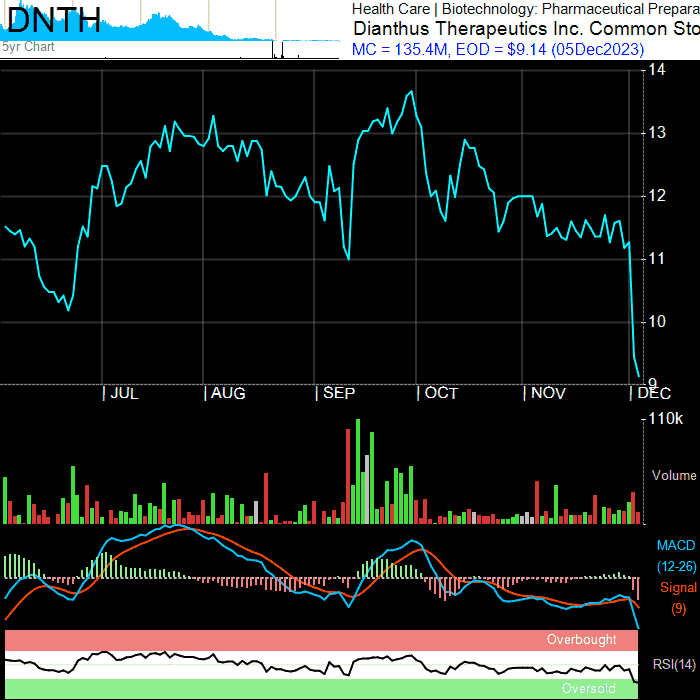 DNTH
5yr Chart
Health Care | Biotechnology: Pharmaceutical Prepara
Dianthus Therapeutics Inc. Common Sto
MC = 135.4M, EOD = $9.14 (05Dec2023)
14
13
12
11
10
9
| JUL | AUG | SEP | OCT | NOV | DEC
110k
Volume
MACD
(12-26)
Signal
(9)
Overbought
RSI(14)
Oversold